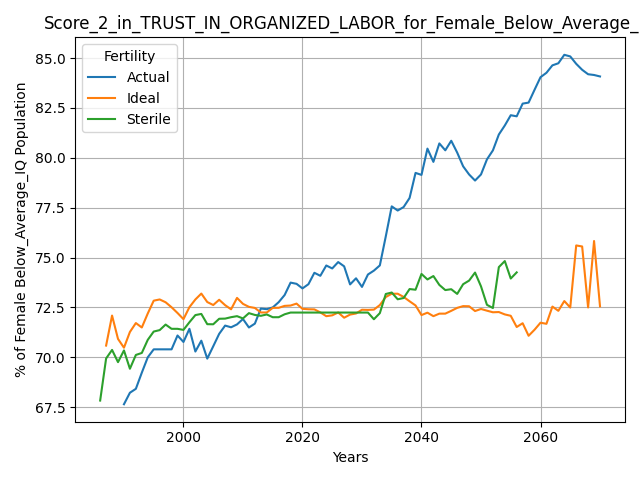 Score_2_in_TRUST_IN_ORGANIZED_LABOR_for_Female_Below_Average_
Fertility
Actual
Ideal
Sterile
% of Female Below_Average_IQ Population
85.0
82.5
80.0
77.5
75.0
72.5
70.0
67.5
2000 2020 2040 2060
Years